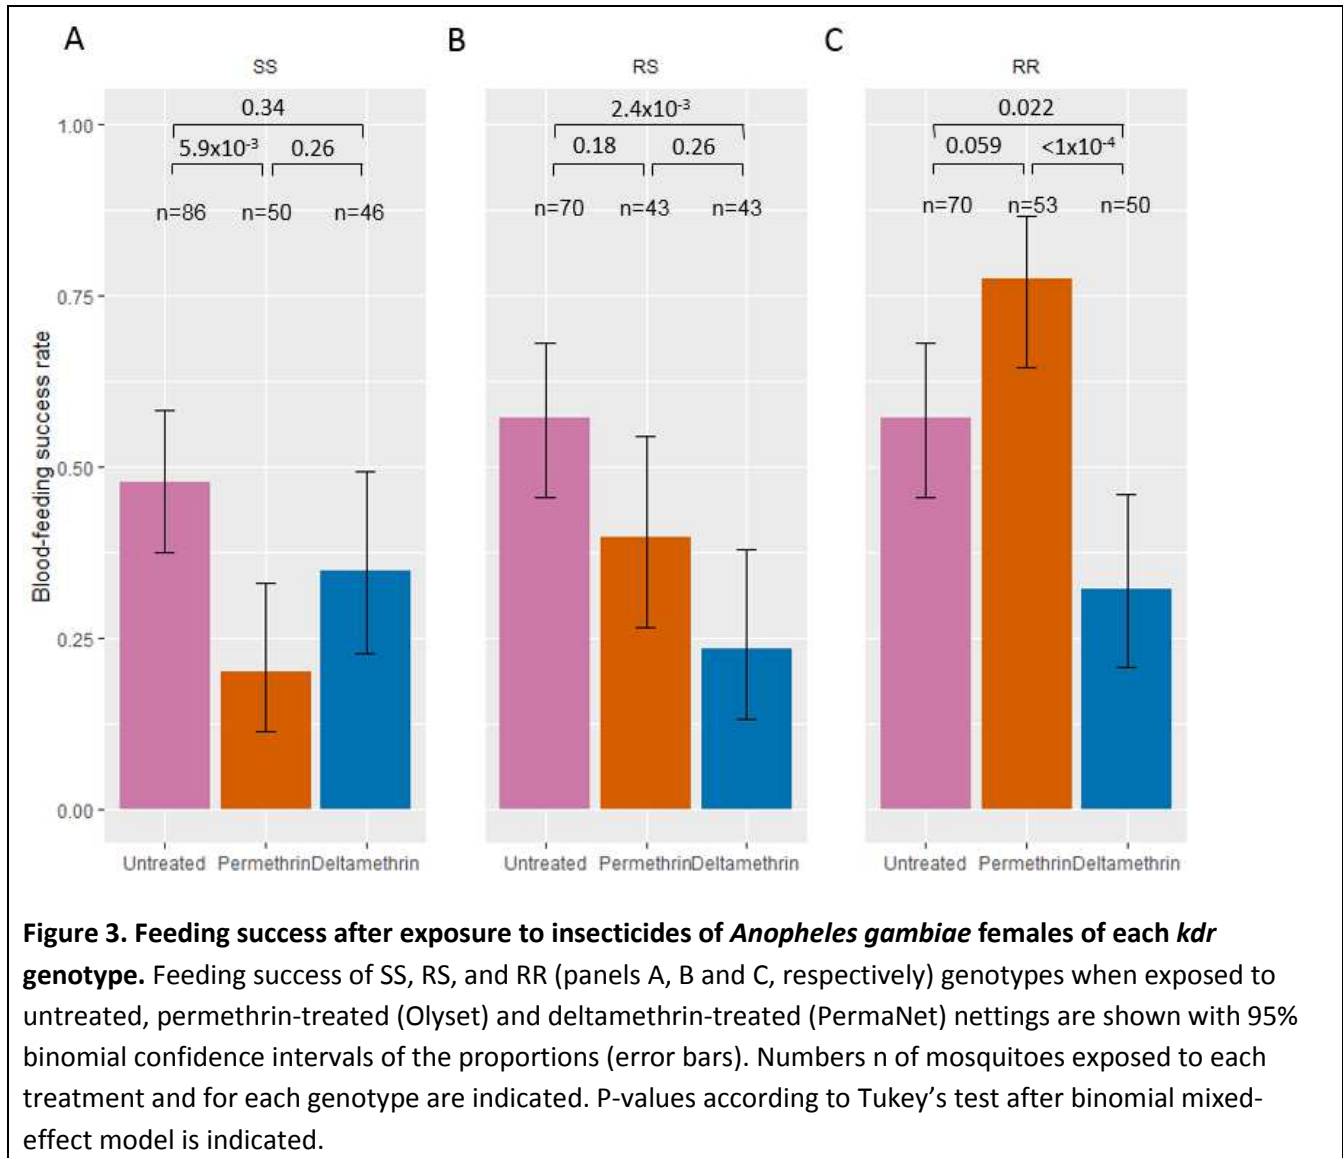 A B C
SS RS RR
0.34 2.4x10⁻³ 0.022
1.00
5.9x10⁻³ 0.26 0.18 0.26 0.059 <1x10⁻⁴
n=86 n=50 n=46 n=70 n=43 n=43 n=70 n=53 n=50
0.75
Blood-feeding success rate
0.50
0.25
0.00
Untreated Permethrin Deltamethrin Untreated Permethrin Deltamethrin Untreated Permethrin Deltamethrin
Figure 3. Feeding success after exposure to insecticides of Anopheles gambiae females of each kdr
genotype. Feeding success of SS, RS, and RR (panels A, B and C, respectively) genotypes when exposed to
untreated, permethrin-treated (Olyset) and deltamethrin-treated (PermaNet) nettings are shown with 95%
binomial confidence intervals of the proportions (error bars). Numbers n of mosquitoes exposed to each
treatment and for each genotype are indicated. P-values according to Tukey’s test after binomial mixed-
effect model is indicated.